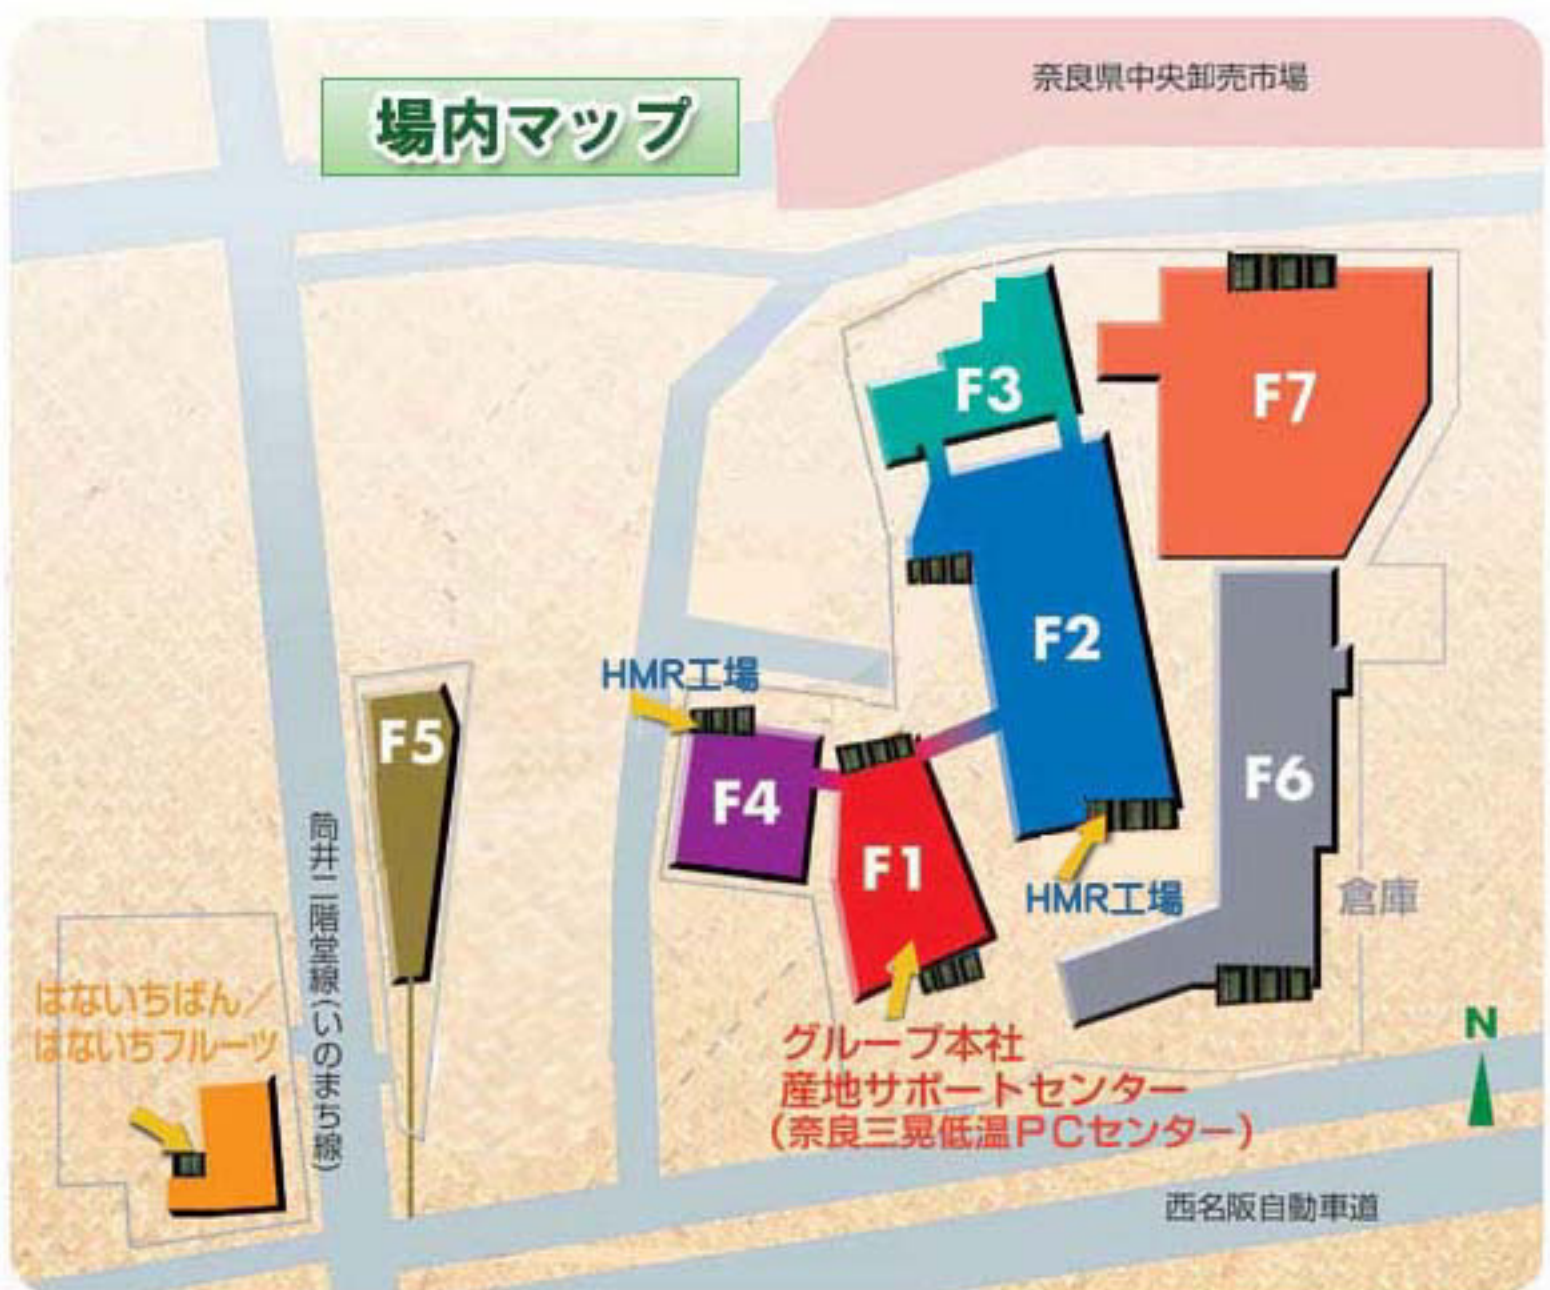 奈良県中央卸売市場
場内マップ
F3
F7
F2
HMR工場
F5
F4
F6
F1
HMR工場
倉庫
筒井二階堂線(いのまち線)
はないちばん/
はないちフルーツ
グループ本社
産地サポートセンター
(奈良三晃低温PCセンター)
N
西名阪自動車道